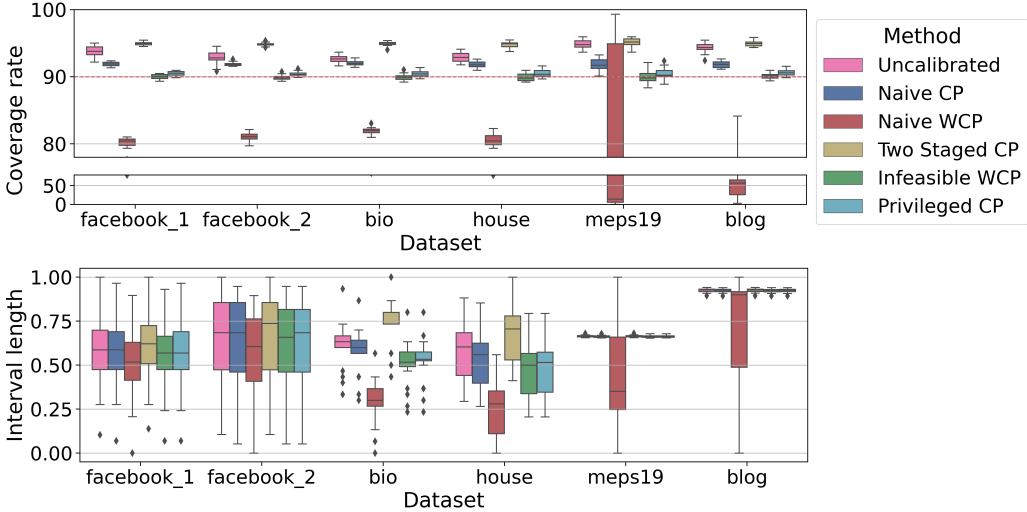 100
90
80
50
0
Coverage rate
facebook_1 facebook_2 bio house meps19 blog
Dataset
Method
Uncalibrated
Naive CP
Naive WCP
Two Staged CP
Infeasible WCP
Privileged CP
1.00
0.75
0.50
0.25
0.00
Interval length
facebook_1 facebook_2 bio house meps19 blog
Dataset